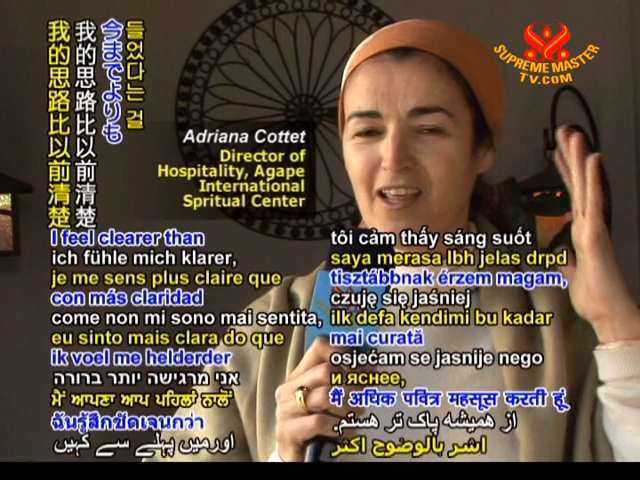 SUPREME MASTER
TV.COM
들었다는 걸
今までよりも
我的思路比以前清楚
我的思路比以前清楚
Adriana Cottet
Director of
Hospitality, Agape
International
Spritual Center
I feel clearer than
ich fühle mich klarer,
je me sens plus claire que
con más claridad
come non mi sono mai sentita,
eu sinto mais clara do que
ik voel me helderder
אני מרגישה יותר ברורה
ਮੈਂ ਆਪਣਾ ਆਪ ਪਹਿਲਾਂ ਨਾਲੋਂ
ฉันรู้สึกชัดเจนกว่า
اورمیں پہلے سے کہیں
tôi cảm thấy sáng suốt
saya merasa lbh jelas drpd
tisztábbnak érzem magam,
czuję się jaśniej
ilk defa kendimi bu kadar
mai curată
osjećam se jasnije nego
и яснее,
मैं अधिक पवित्र महसूस करती हूं
از همیشه پاک تر هستم.
اشر بالوضوح اكثر